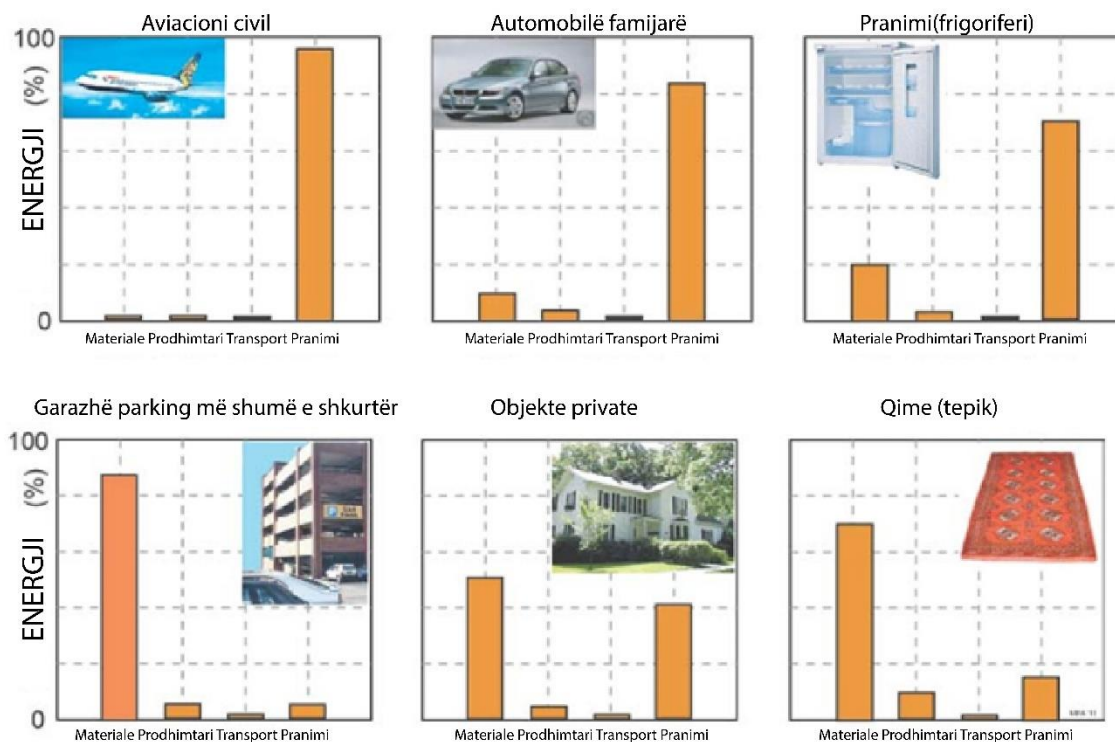 Aviacioni civil
Automobilë famijarë
Pranimi(frigoriferi)
100
(%)
ENERGJI
0
Materiale Prodhimtari Transport Pranimi
Materiale Prodhimtari Transport Pranimi
Materiale Prodhimtari Transport Pranimi
Garazhë parking më shumë e shkurtër
Objekte private
Qime (tepik)
100
(%)
ENERGJI
0
Materiale Prodhimtari Transport Pranimi
Materiale Prodhimtari Transport Pranimi
Materiale Prodhimtari Transport Pranimi